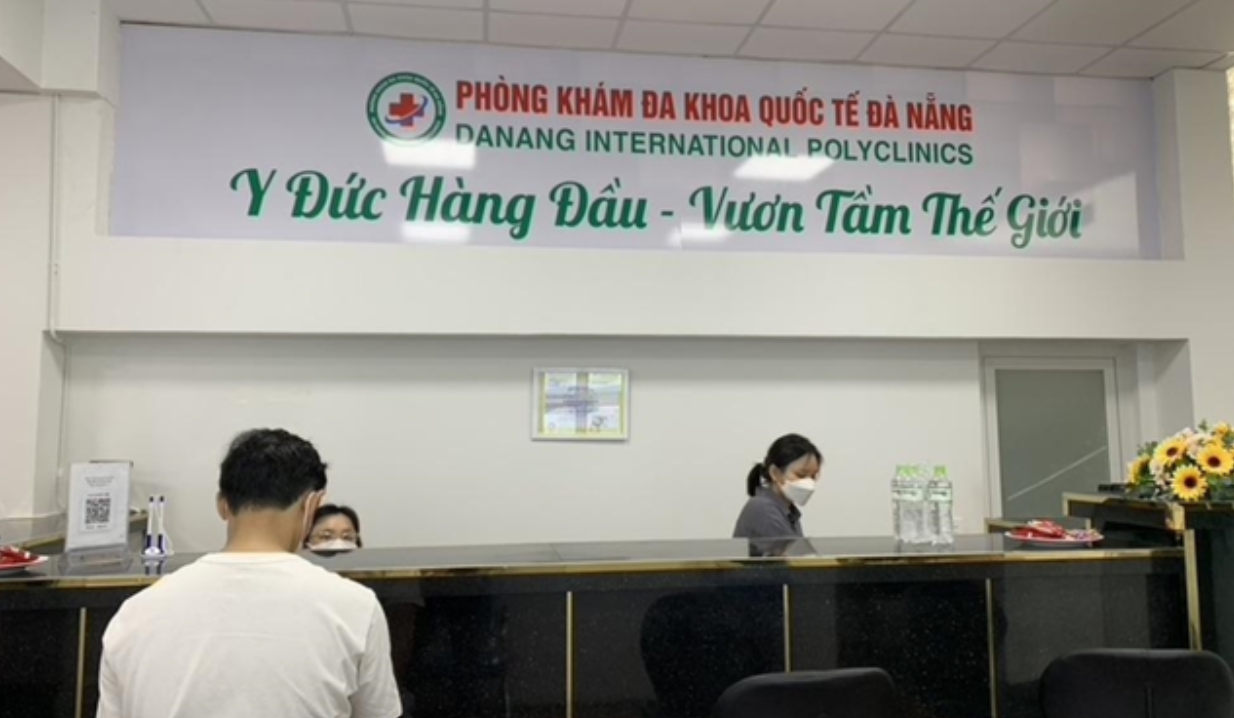 PHÒNG KHÁM ĐA KHOA QUỐC TẾ ĐÀ NẴNG
DANANG INTERNATIONAL POLYCLINICS
Y Đức Hàng Đầu - Vươn Tầm Thế Giới